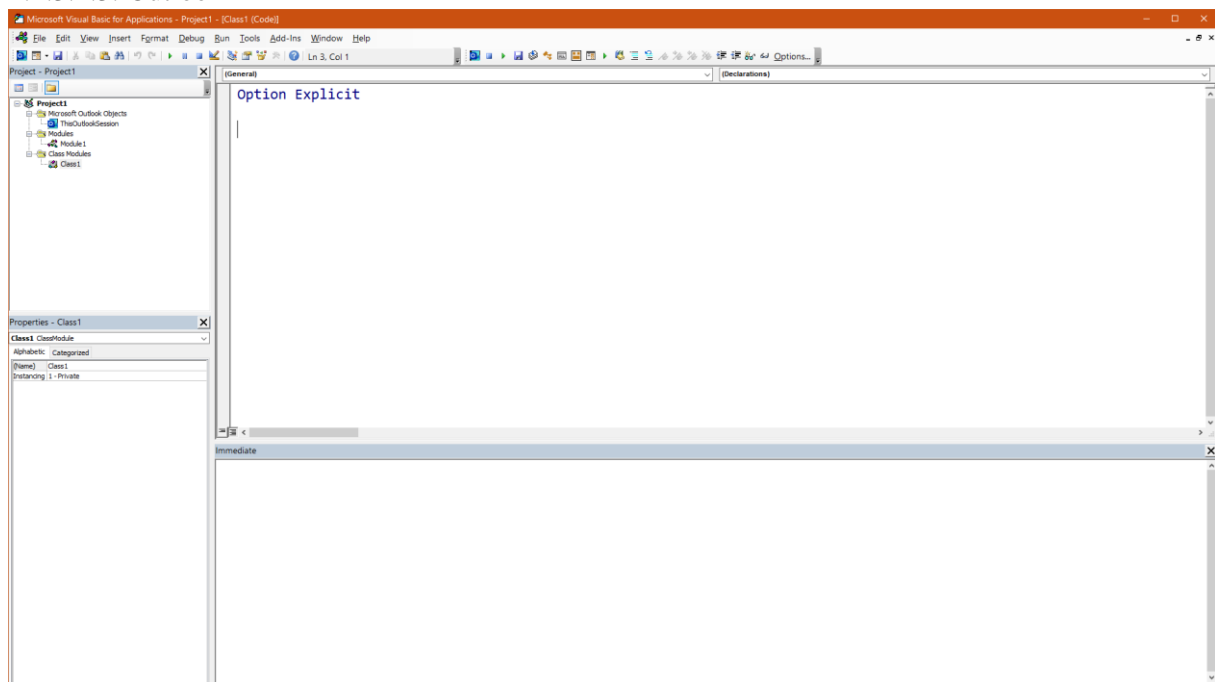 Microsoft Visual Basic for Applications - Project1 - [Class1 (Code)]
File Edit View Insert Format Debug Run Tools Add-Ins Window Help
Ln 3, Col 1
Options...
Project - Project1
(General)
(Declarations)
Option Explicit
Project1
Microsoft Outlook Objects
ThisOutlookSession
Modules
Module1
Class Modules
Class1
Properties - Class1
Class1 ClassModule
Alphabetic Categorized
(Name) Class1
Instancing 1 - Private
Immediate